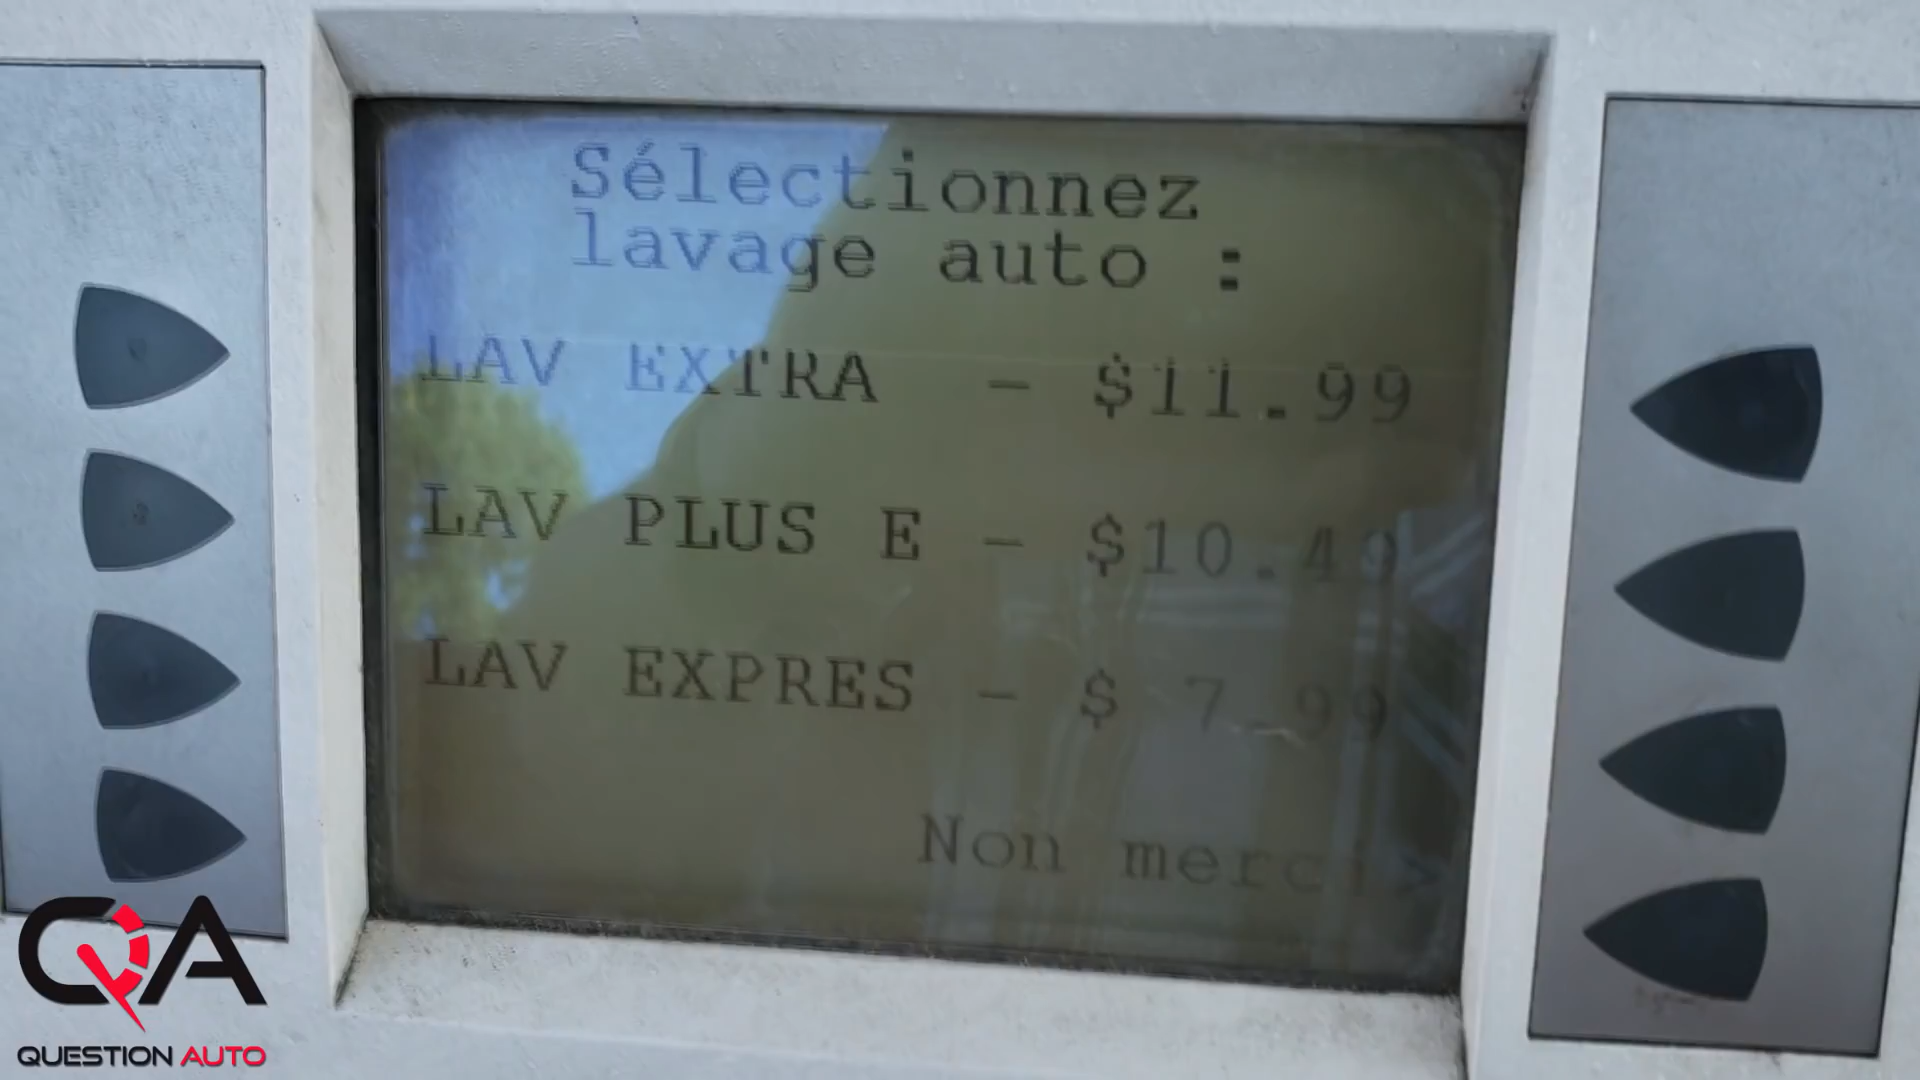 Sélectionnez
lavage auto :
LAV EXTRA - $11.99
LAV PLUS E - $10.49
LAV EXPRES - $ 7.99
Non merci >
QA
QUESTION AUTO